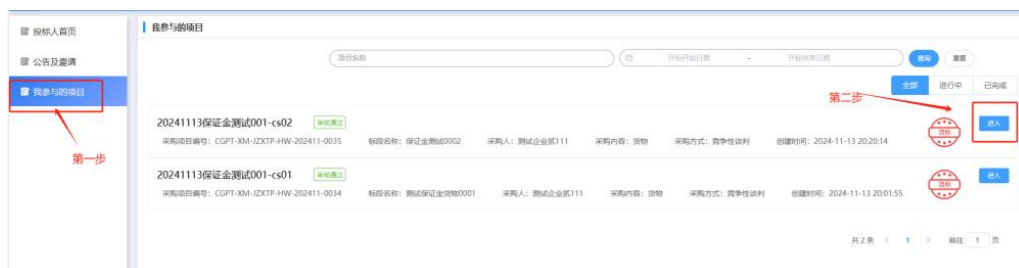 投标人首页
公告及邀请
我参与的项目
第一步
我参与的项目
项目名称
开标开始日期 - 开标结束日期
查询 重置
全部 进行中 已完成
第二步
20241113保证金测试001-cs02 审核通过
采购项目编号：CGPT-XM-JZXTP-HW-202411-0035 标段名称：保证金测试0002 采购人：测试企业贰111 采购内容：货物 采购方式：竞争性谈判 创建时间：2024-11-13 20:20:14
流标
进入
20241113保证金测试001-cs01 审核通过
采购项目编号：CGPT-XM-JZXTP-HW-202411-0034 标段名称：测试保证金货物0001 采购人：测试企业贰111 采购内容：货物 采购方式：竞争性谈判 创建时间：2024-11-13 20:01:55
流标
进入
共 2 条 < 1 > 前往 1 页